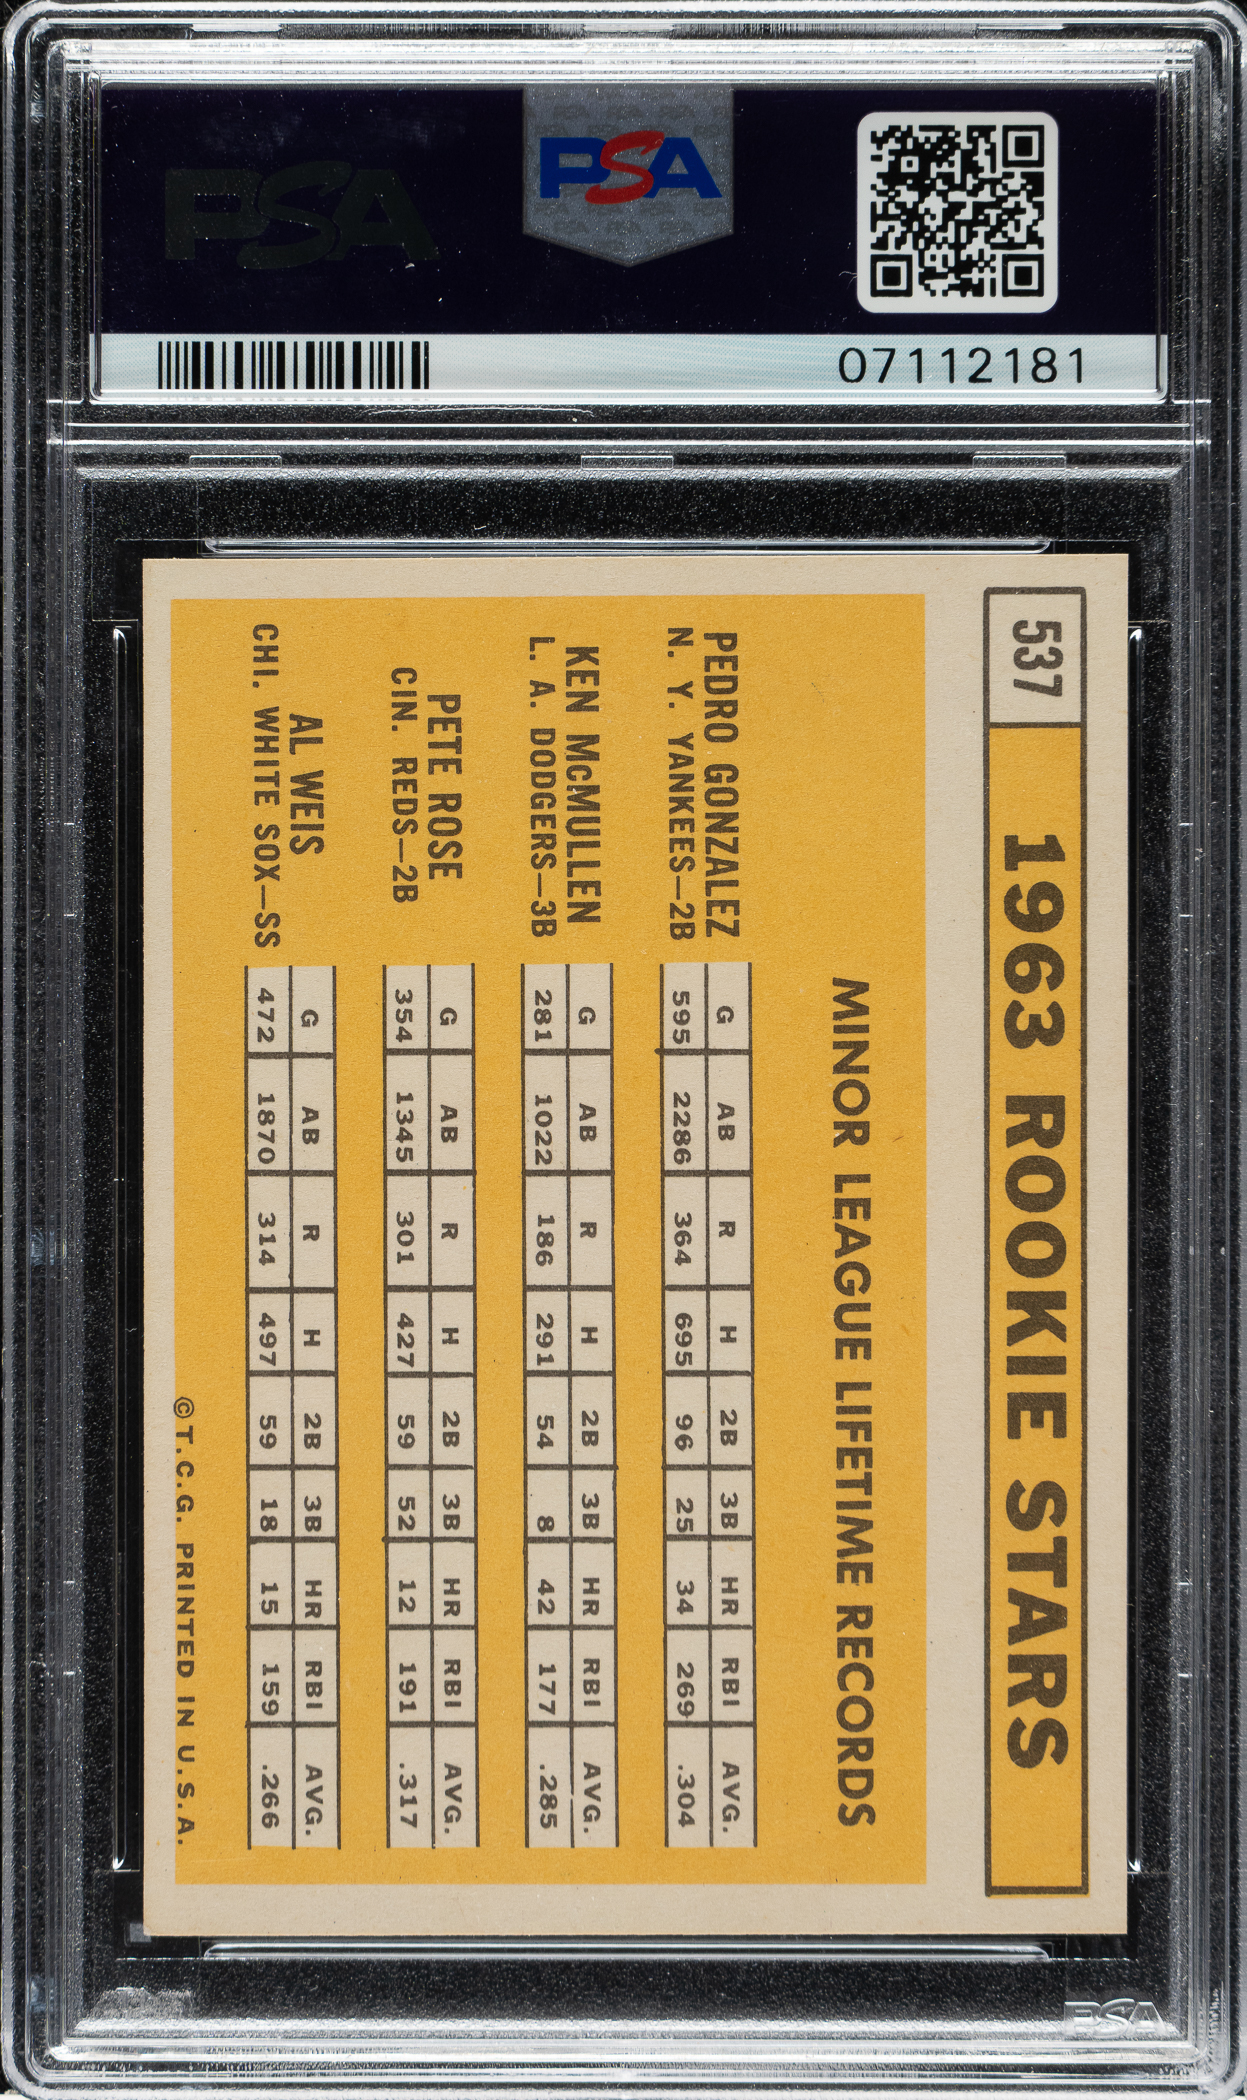 PSA
PSA
07112181
537
1963 ROOKIE STARS
MINOR LEAGUE LIFETIME RECORDS
PEDRO GONZALEZ
N. Y. YANKEES—2B
G AB R H 2B 3B HR RBI AVG.
595 2286 364 695 96 25 34 269 .304
KEN McMULLEN
L. A. DODGERS—3B
G AB R H 2B 3B HR RBI AVG.
281 1022 186 291 54 8 42 177 .285
PETE ROSE
CIN. REDS—2B
G AB R H 2B 3B HR RBI AVG.
354 1345 301 427 59 52 12 191 .317
AL WEIS
CHI. WHITE SOX—SS
G AB R H 2B 3B HR RBI AVG.
472 1870 314 497 59 18 15 159 .266
©T.C.G. PRINTED IN U.S.A.
PSA